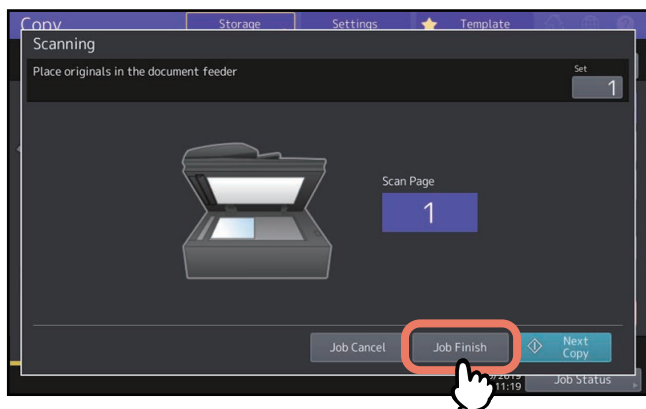 Copy Storage Settings Template
Scanning
Place originals in the document feeder
Set
1
Scan Page
1
Job Cancel Job Finish Next
Copy
2019
11:19 Job Status